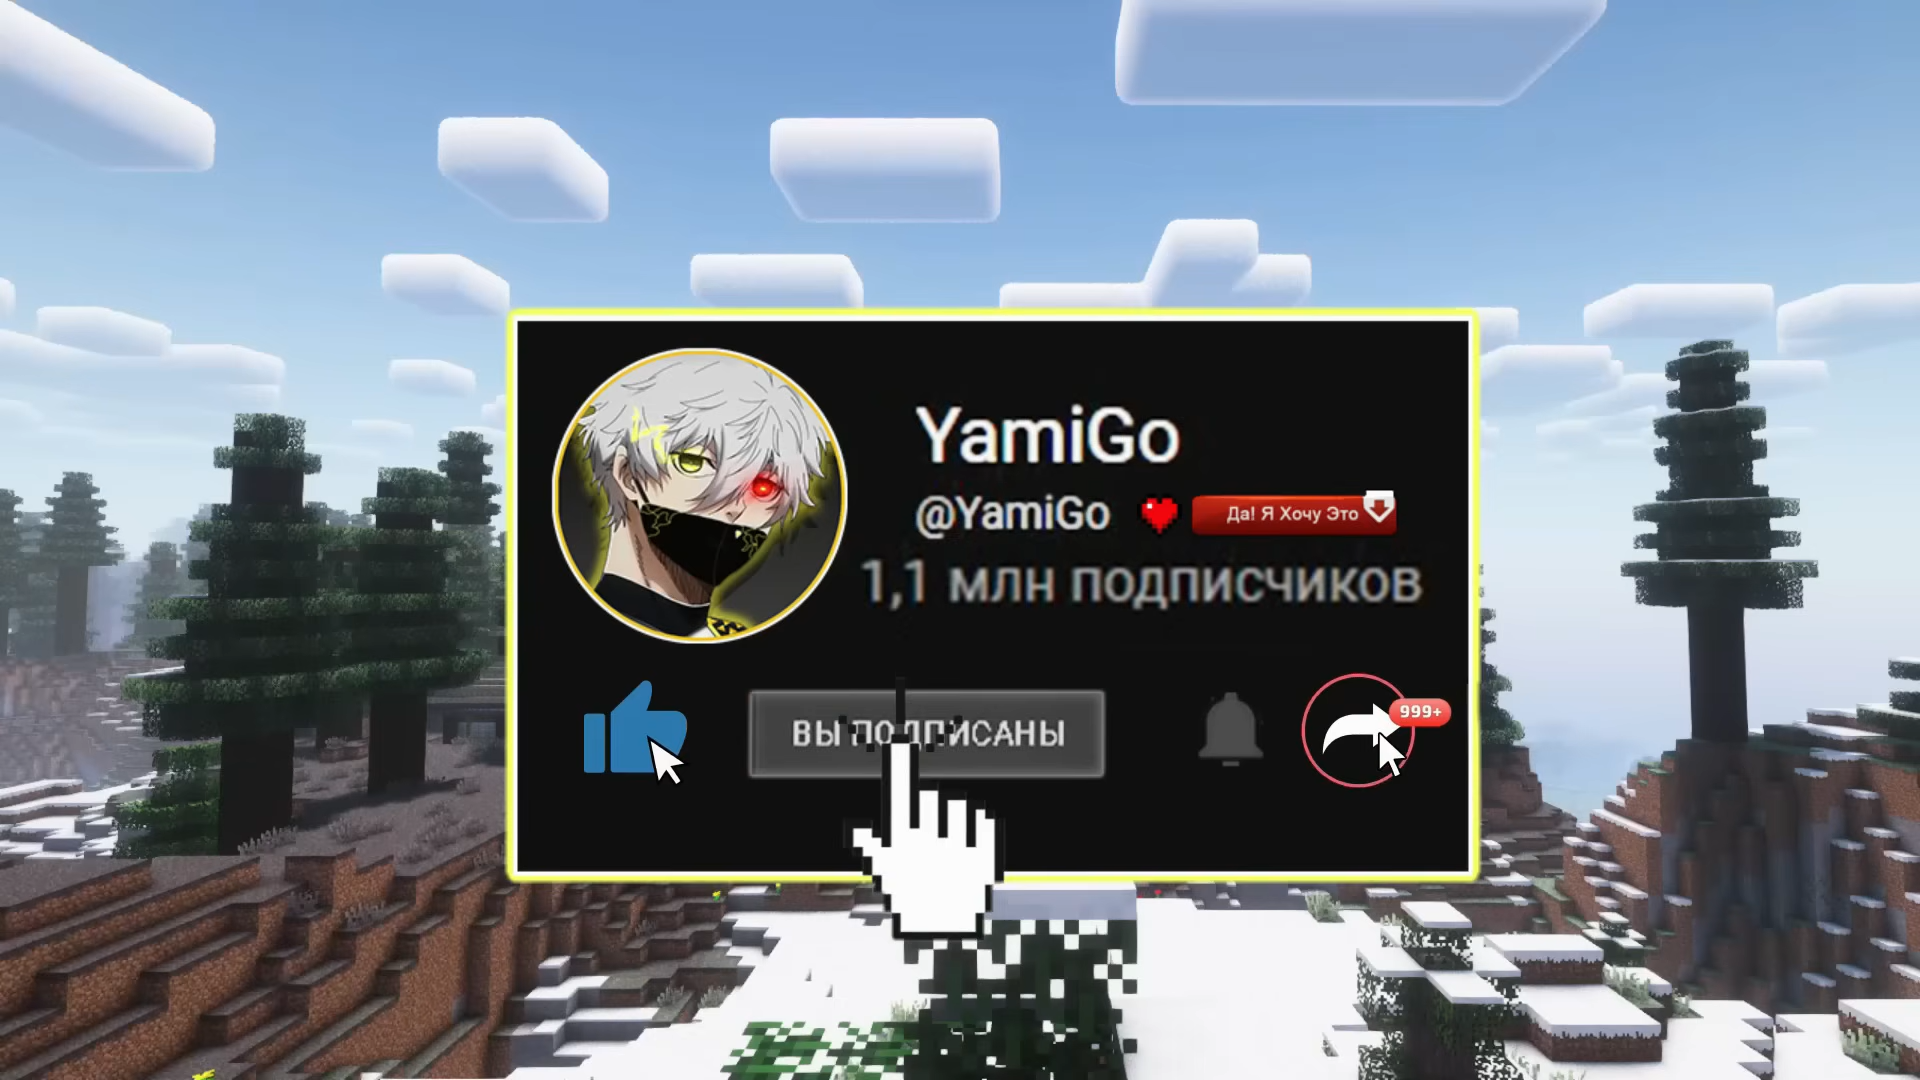 YamiGo
@YamiGo
Да! Я Хочу Это
1,1 млн подписчиков
ВЫ ПОДПИСАНЫ
999+